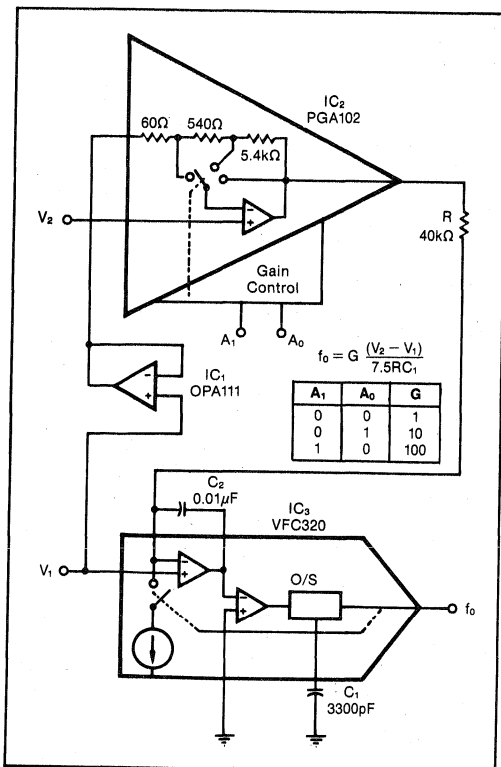 IC₂
PGA102
60Ω
540Ω
5.4kΩ
V₂
R
40kΩ
Gain
Control
A₁
A₀
f₀ = G (V₂ − V₁) / 7.5RC₁
A₁ A₀ G
0 0 1
0 1 10
1 0 100
IC₁
OPA111
C₂
0.01μF
IC₃
VFC320
V₁
O/S
f₀
C₁
3300pF